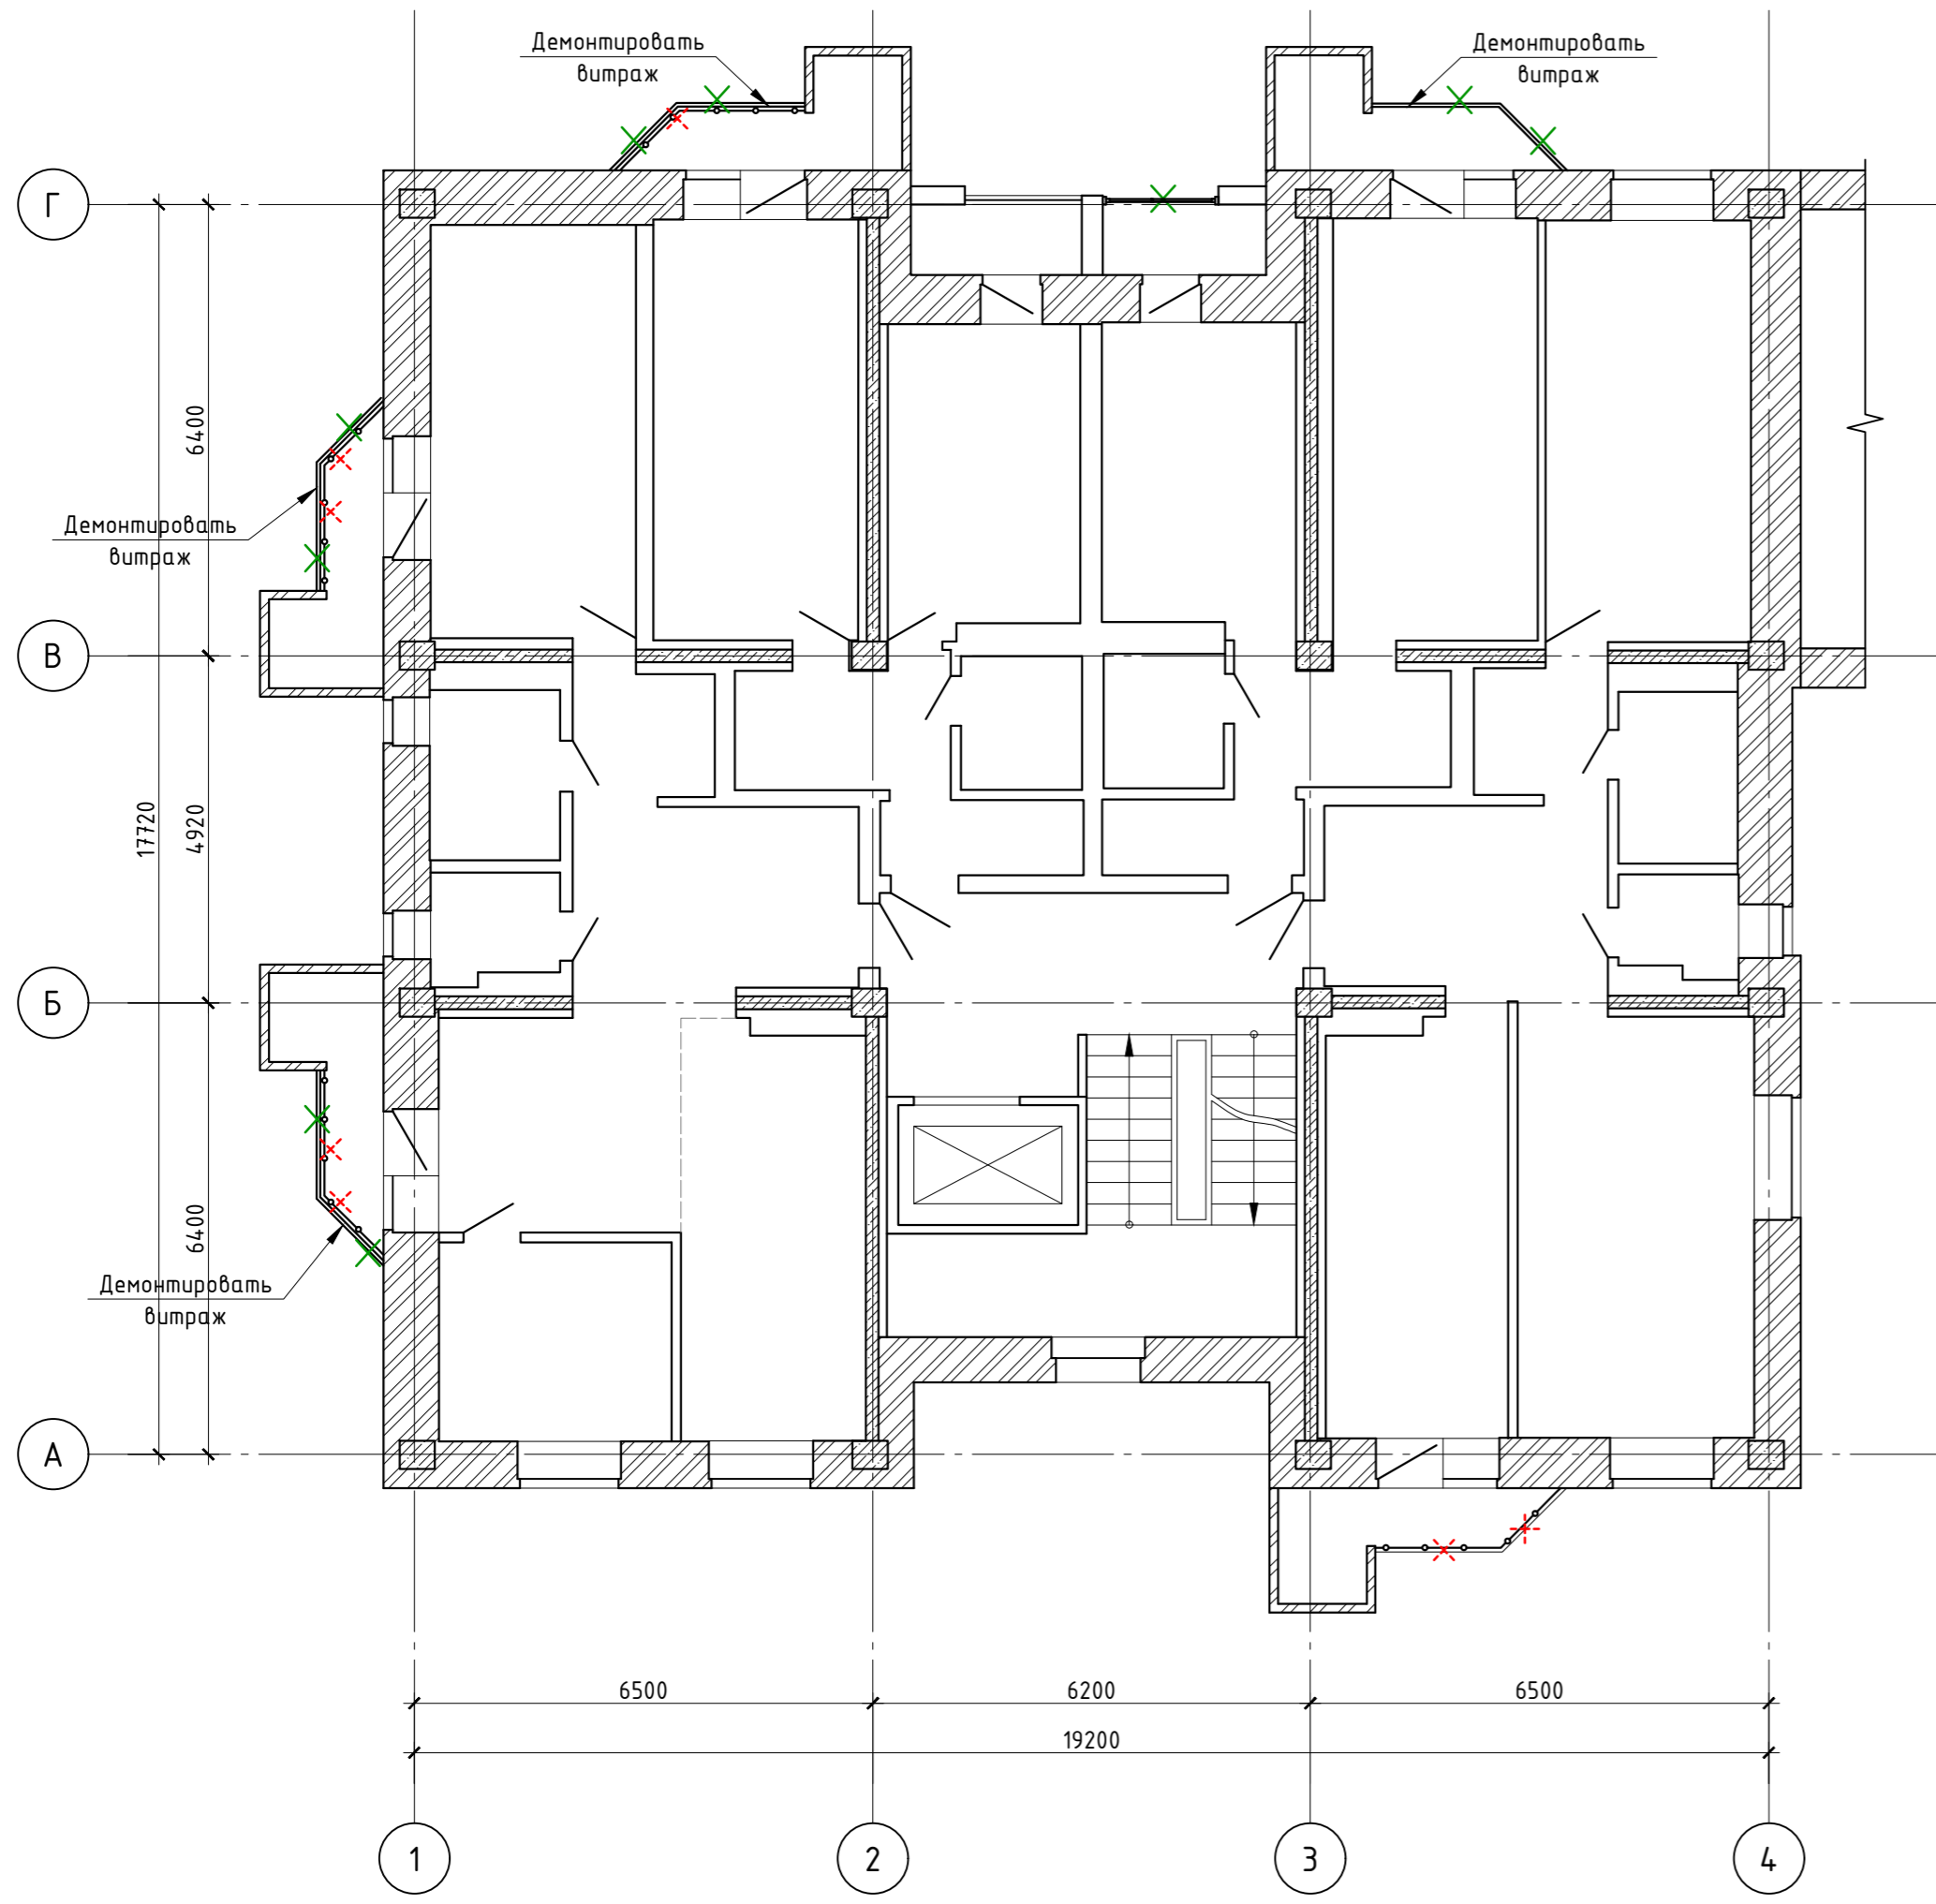 Демонтировать
витраж
Демонтировать
витраж
Г
6400
Демонтировать
витраж
В
17720
4920
Б
6400
Демонтировать
витраж
А
6500
6200
6500
19200
1
2
3
4